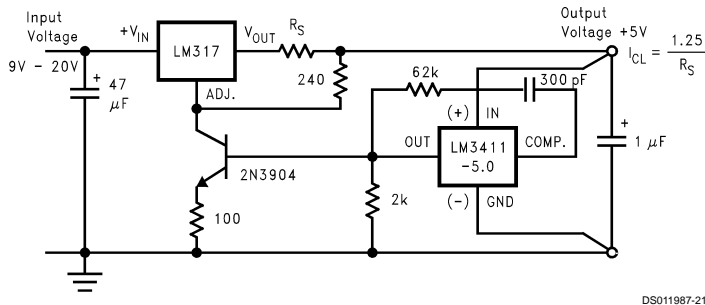 Input
Voltage
+VIN
LM317
VOUT
RS
Output
Voltage +5V
ICL = 1.25
RS
9V - 20V
+
47
μF
ADJ.
240
62k
300 pF
(+) IN
OUT
LM3411
-5.0
COMP.
+
1 μF
2N3904
2k
(-) GND
100
DS011987-21